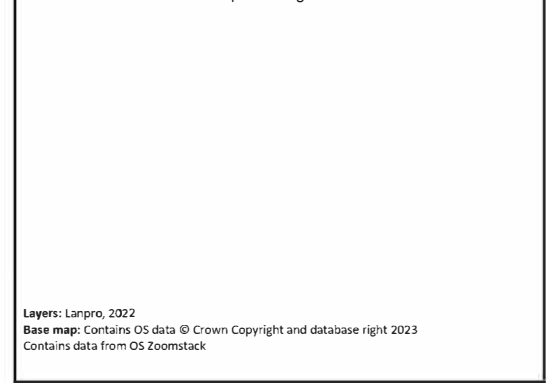 Layers: Lanpro, 2022
Base map: Contains OS data © Crown Copyright and database right 2023
Contains data from OS Zoomstack